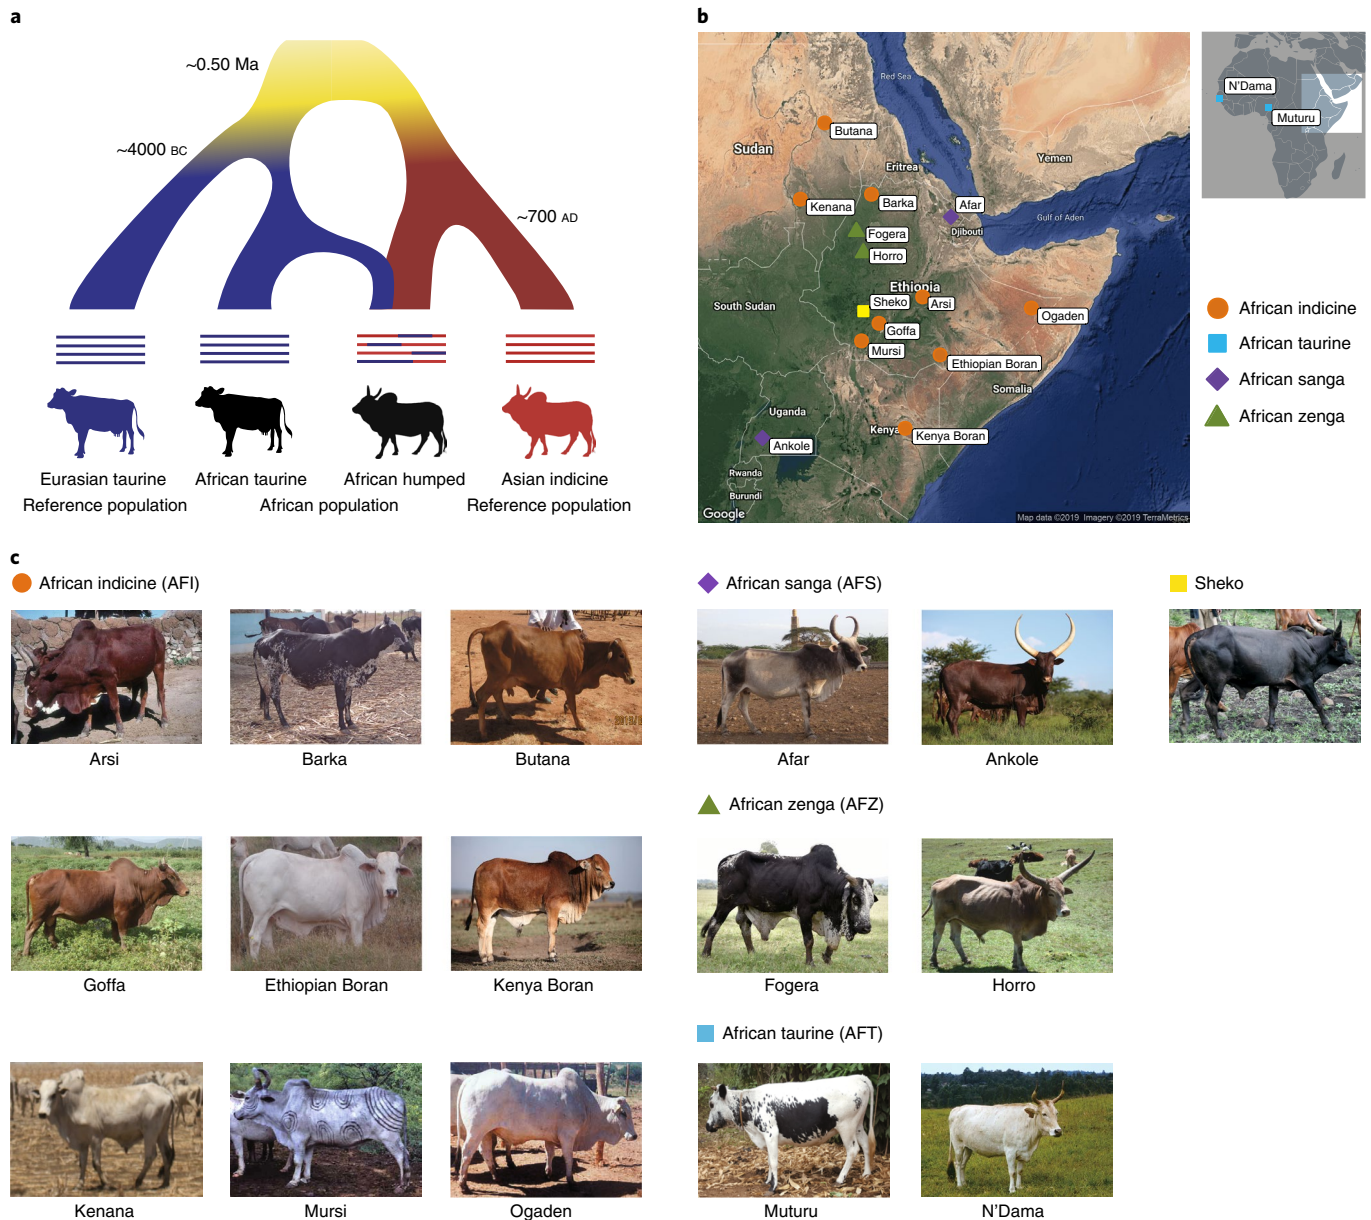 a
~0.50 Ma
~4000 BC
~700 AD
Eurasian taurine
African taurine
African humped
Asian indicine
Reference population
African population
Reference population
b
Red Sea
Butana
Sudan
Yemen
Eritrea
Kenana
Barka
Afar
Gulf of Aden
Fogera
Djibouti
Horro
Ethiopia
Sheko
Arsi
South Sudan
Ogaden
Goffa
Mursi
Ethiopian Boran
Somalia
Uganda
Kenya
Kenya Boran
Ankole
Rwanda
Burundi
Google
Map data ©2019 Imagery ©2019 TerraMetrics
N'Dama
Muturu
African indicine
African taurine
African sanga
African zenga
c
African indicine (AFI)
Arsi
Barka
Butana
Goffa
Ethiopian Boran
Kenya Boran
Kenana
Mursi
Ogaden
African sanga (AFS)
Afar
Ankole
Sheko
African zenga (AFZ)
Fogera
Horro
African taurine (AFT)
Muturu
N'Dama